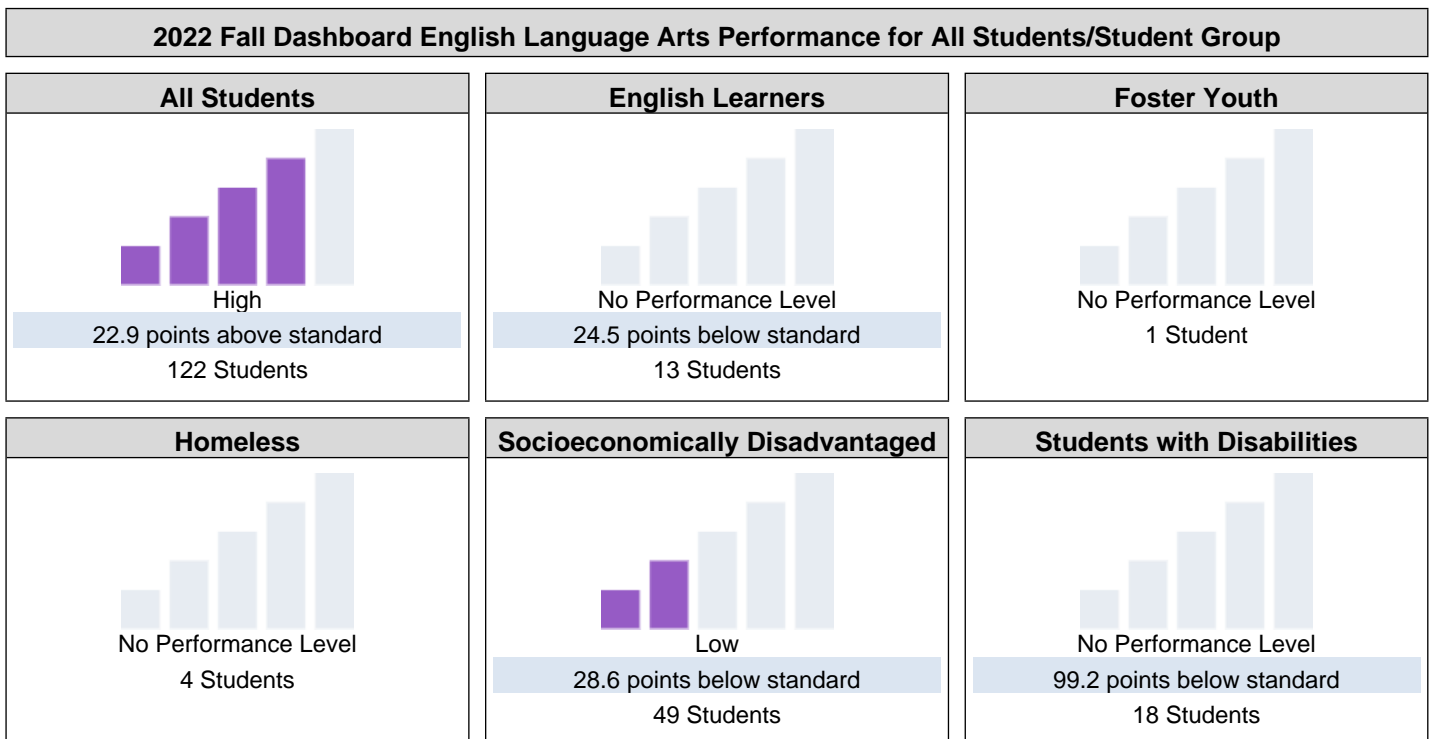 2022 Fall Dashboard English Language Arts Performance for All Students/Student Group
All Students
High
22.9 points above standard
122 Students
English Learners
No Performance Level
24.5 points below standard
13 Students
Foster Youth
No Performance Level
1 Student
Homeless
No Performance Level
4 Students
Socioeconomically Disadvantaged
Low
28.6 points below standard
49 Students
Students with Disabilities
No Performance Level
99.2 points below standard
18 Students